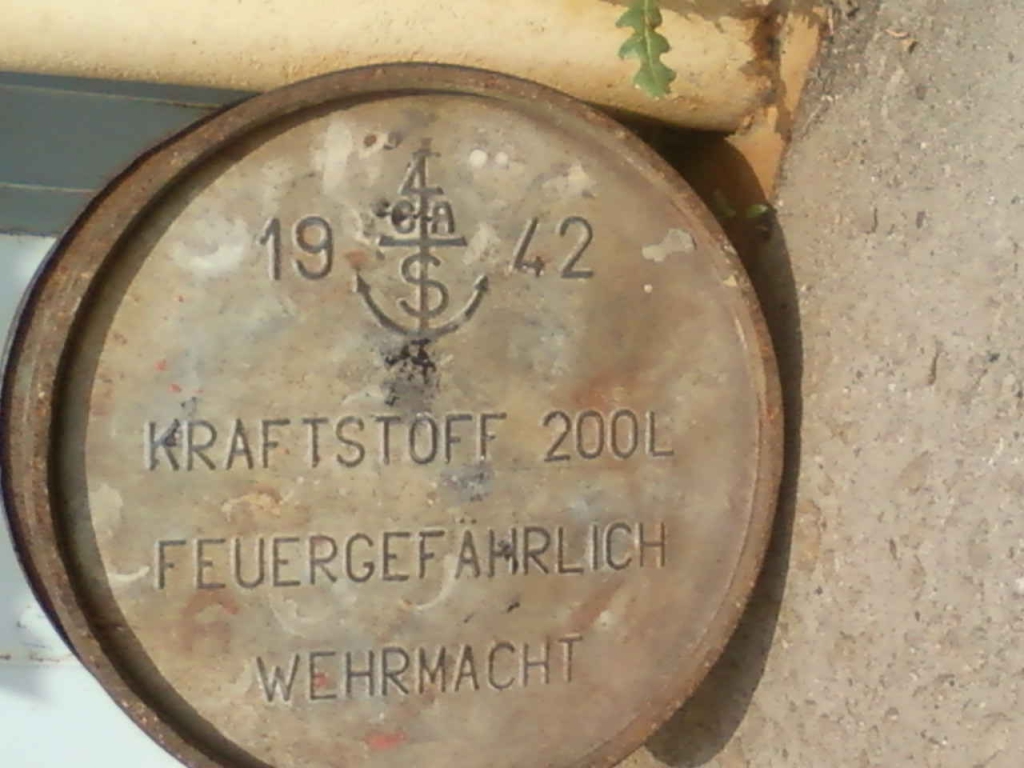 19 42
S
KRAFTSTOFF 200L
FEUERGEFÄHRLICH
WEHRMACHT